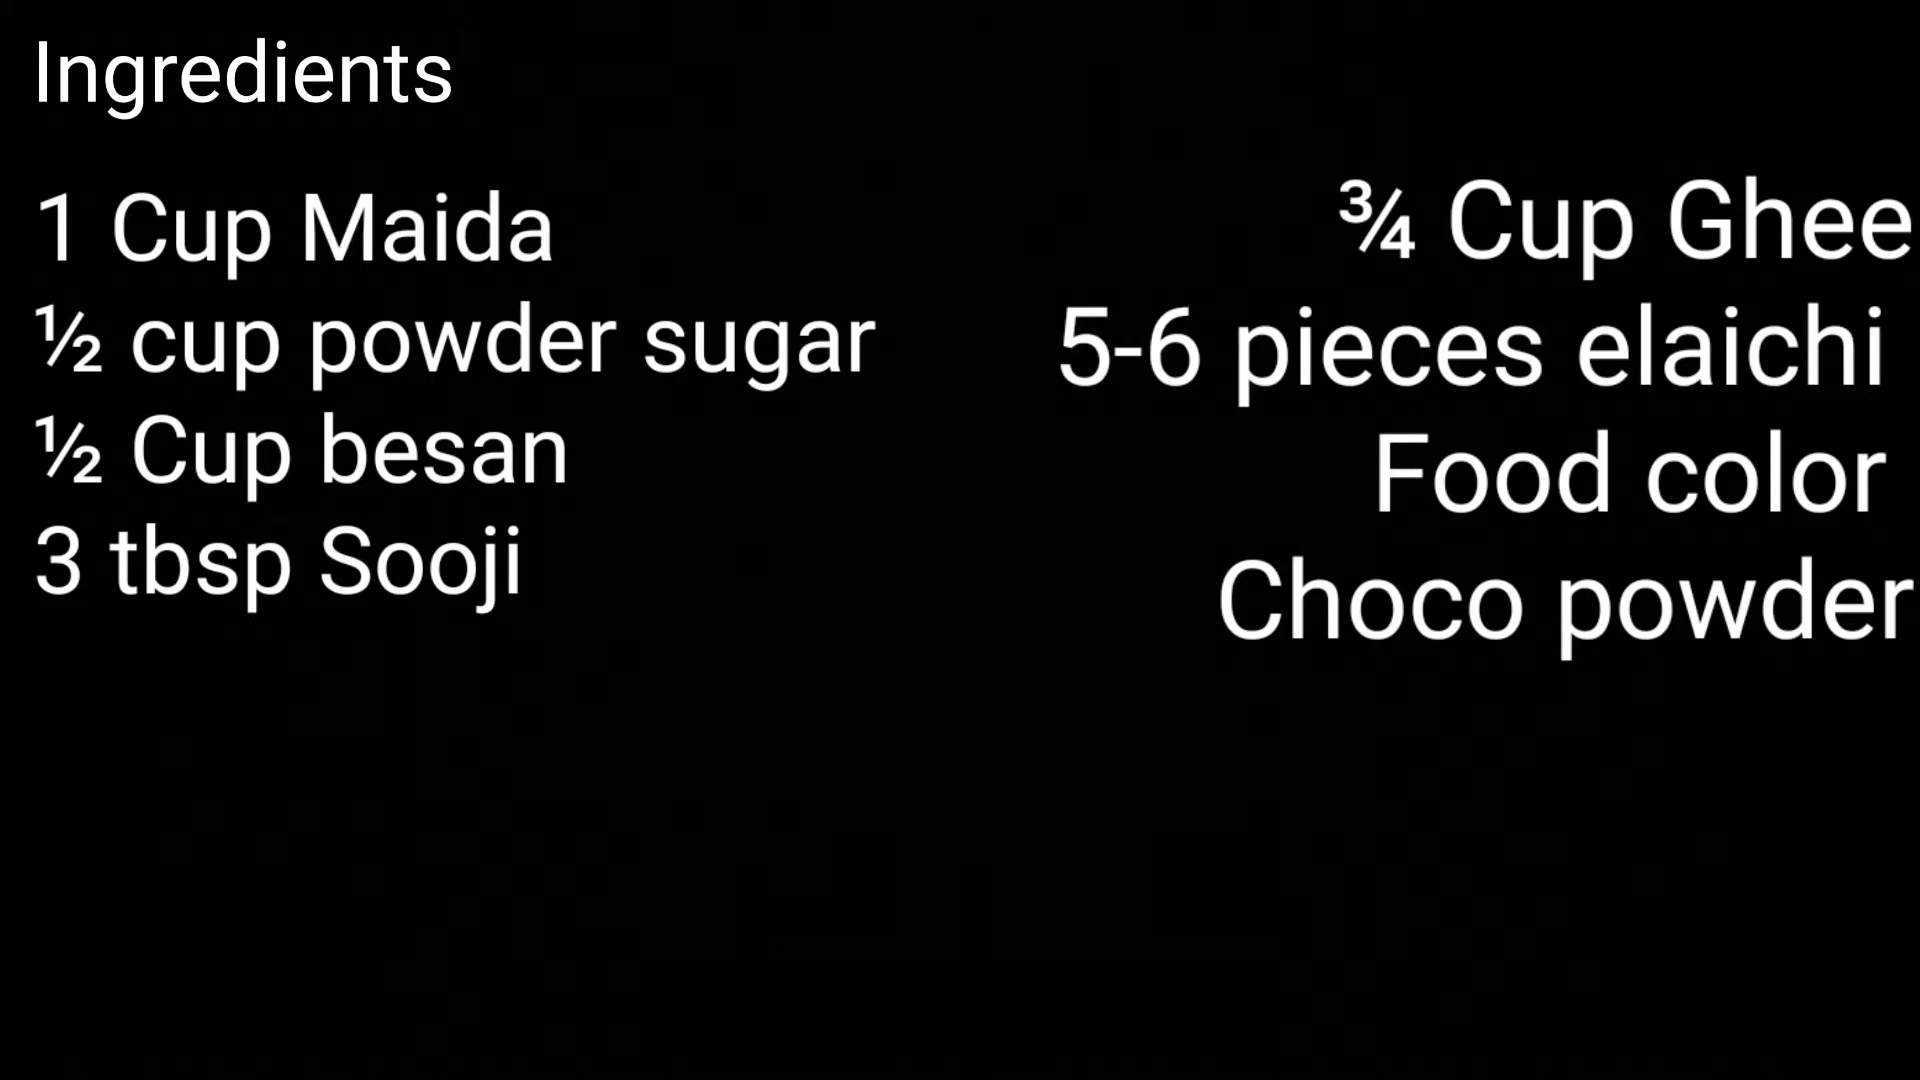 Ingredients
1 Cup Maida
½ cup powder sugar
½ Cup besan
3 tbsp Sooji
¾ Cup Ghee
5-6 pieces elaichi
Food color
Choco powder